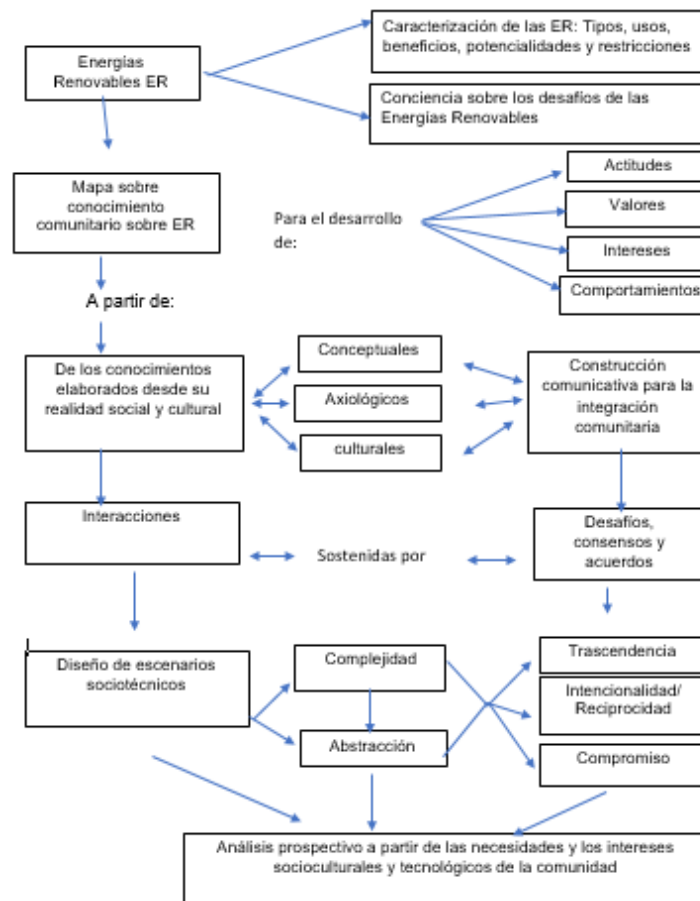 Energías
Renovables ER
Caracterización de las ER: Tipos, usos,
beneficios, potencialidades y restricciones
Conciencia sobre los desafíos de las
Energías Renovables
Mapa sobre
conocimiento
comunitario sobre ER
Para el desarrollo
de:
Actitudes
Valores
Intereses
Comportamientos
A partir de:
De los conocimientos
elaborados desde su
realidad social y cultural
Conceptuales
Axiológicos
culturales
Construcción
comunicativa para la
integración
comunitaria
Interacciones
Sostenidas por
Desafíos,
consensos y
acuerdos
Diseño de escenarios
sociotécnicos
Complejidad
Abstracción
Trascendencia
Intencionalidad/
Reciprocidad
Compromiso
Análisis prospectivo a partir de las necesidades y los intereses
socioculturales y tecnológicos de la comunidad